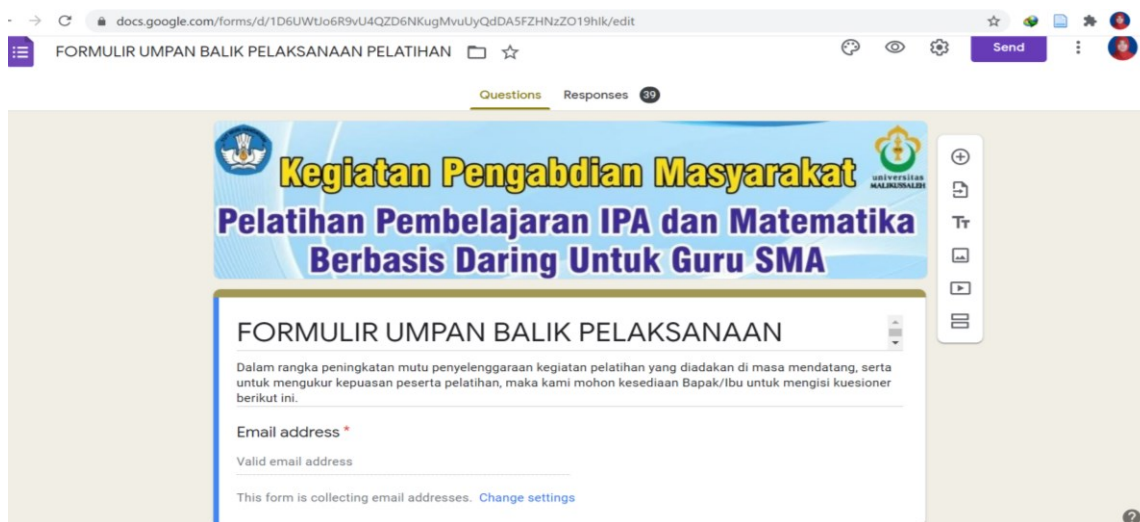 docs.google.com/forms/d/1D6UWtJo6R9vU4QZD6NKugMvuUyQdDA5FZHNzZO19hlk/edit
FORMULIR UMPAN BALIK PELAKSANAAN PELATIHAN
Send
Questions Responses 39
Kegiatan Pengabdian Masyarakat
universitas
MALIKUSSALEH
Pelatihan Pembelajaran IPA dan Matematika
Berbasis Daring Untuk Guru SMA
Tт
FORMULIR UMPAN BALIK PELAKSANAAN
Dalam rangka peningkatan mutu penyelenggaraan kegiatan pelatihan yang diadakan di masa mendatang, serta
untuk mengukur kepuasan peserta pelatihan, maka kami mohon kesediaan Bapak/Ibu untuk mengisi kuesioner
berikut ini.
Email address *
Valid email address
This form is collecting email addresses. Change settings